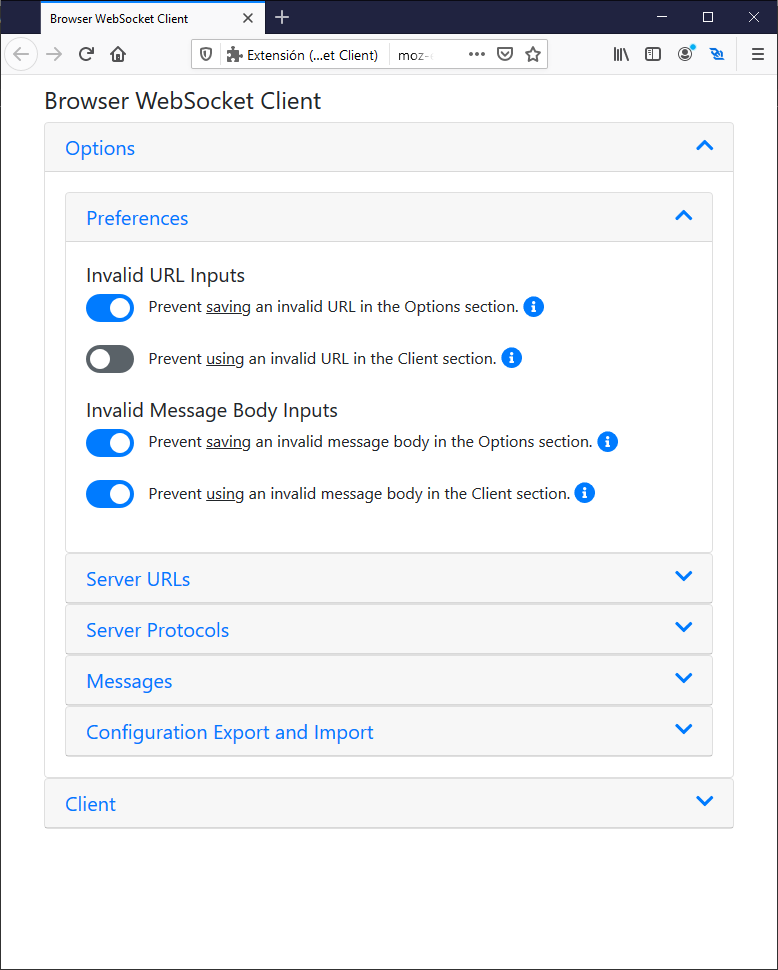 Browser WebSocket Client
Extensión (...et Client) moz-
Browser WebSocket Client
Options
Preferences
Invalid URL Inputs
Prevent saving an invalid URL in the Options section.
Prevent using an invalid URL in the Client section.
Invalid Message Body Inputs
Prevent saving an invalid message body in the Options section.
Prevent using an invalid message body in the Client section.
Server URLs
Server Protocols
Messages
Configuration Export and Import
Client